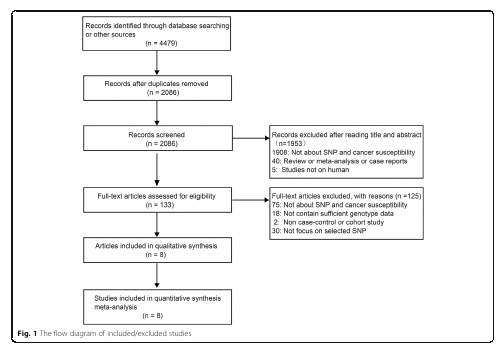 Records identified through database searching
or other sources
(n = 4479)
Records after duplicates removed
(n = 2086)
Records screened
(n = 2086)
Records excluded after reading title and abstract
(n=1953)
1908: Not about SNP and cancer susceptibility
40: Review or meta-analysis or case reports
5: Studies not on human
Full-text articles assessed for eligibility
(n = 133)
Full-text articles excluded, with reasons (n =125)
75: Not about SNP and cancer susceptibility
18: Not contain sufficient genotype data
2: Non case-control or cohort study
30: Not focus on selected SNP
Articles included in qualitative synthesis
(n = 8)
Studies included in quantitative synthesis
meta-analysis
(n = 8)
Fig. 1 The flow diagram of included/excluded studies